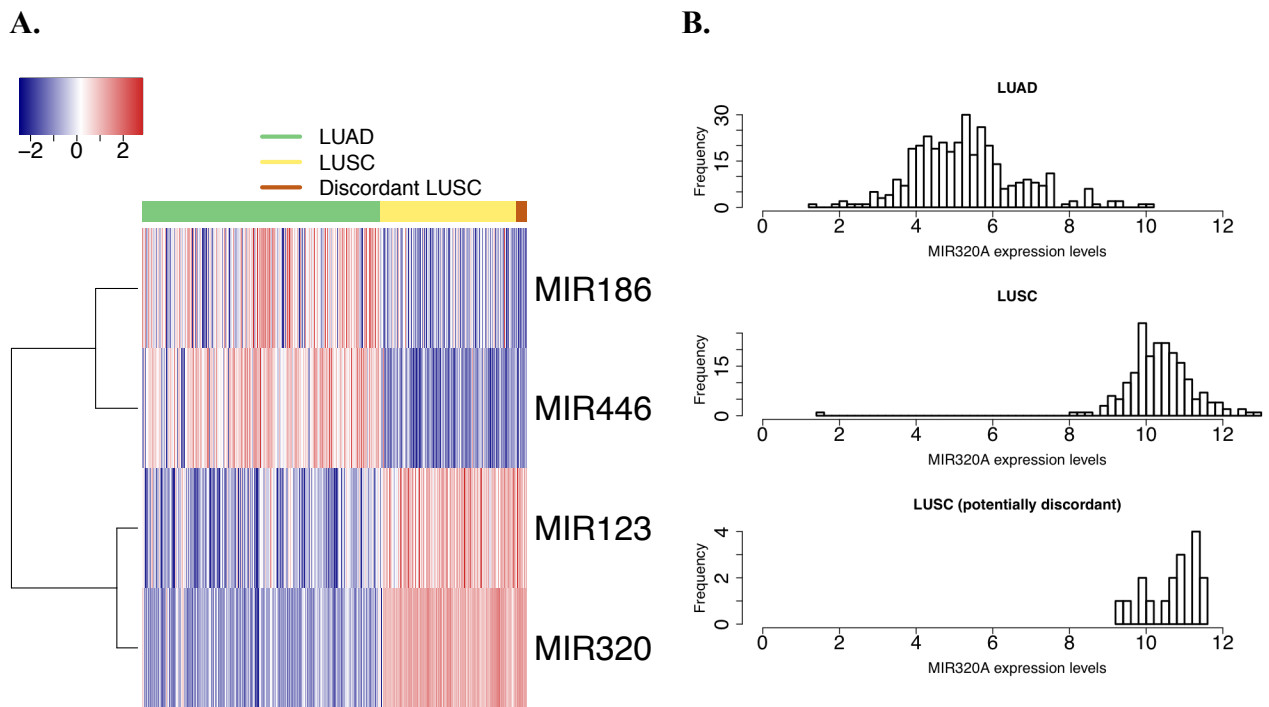 A.
−2 0 2
LUAD
LUSC
Discordant LUSC
MIR186
MIR446
MIR123
MIR320
B.
LUAD
Frequency
0 15 30
0 2 4 6 8 10 12
MIR320A expression levels
LUSC
Frequency
0 15
0 2 4 6 8 10 12
MIR320A expression levels
LUSC (potentially discordant)
Frequency
0 2 4
0 2 4 6 8 10 12
MIR320A expression levels